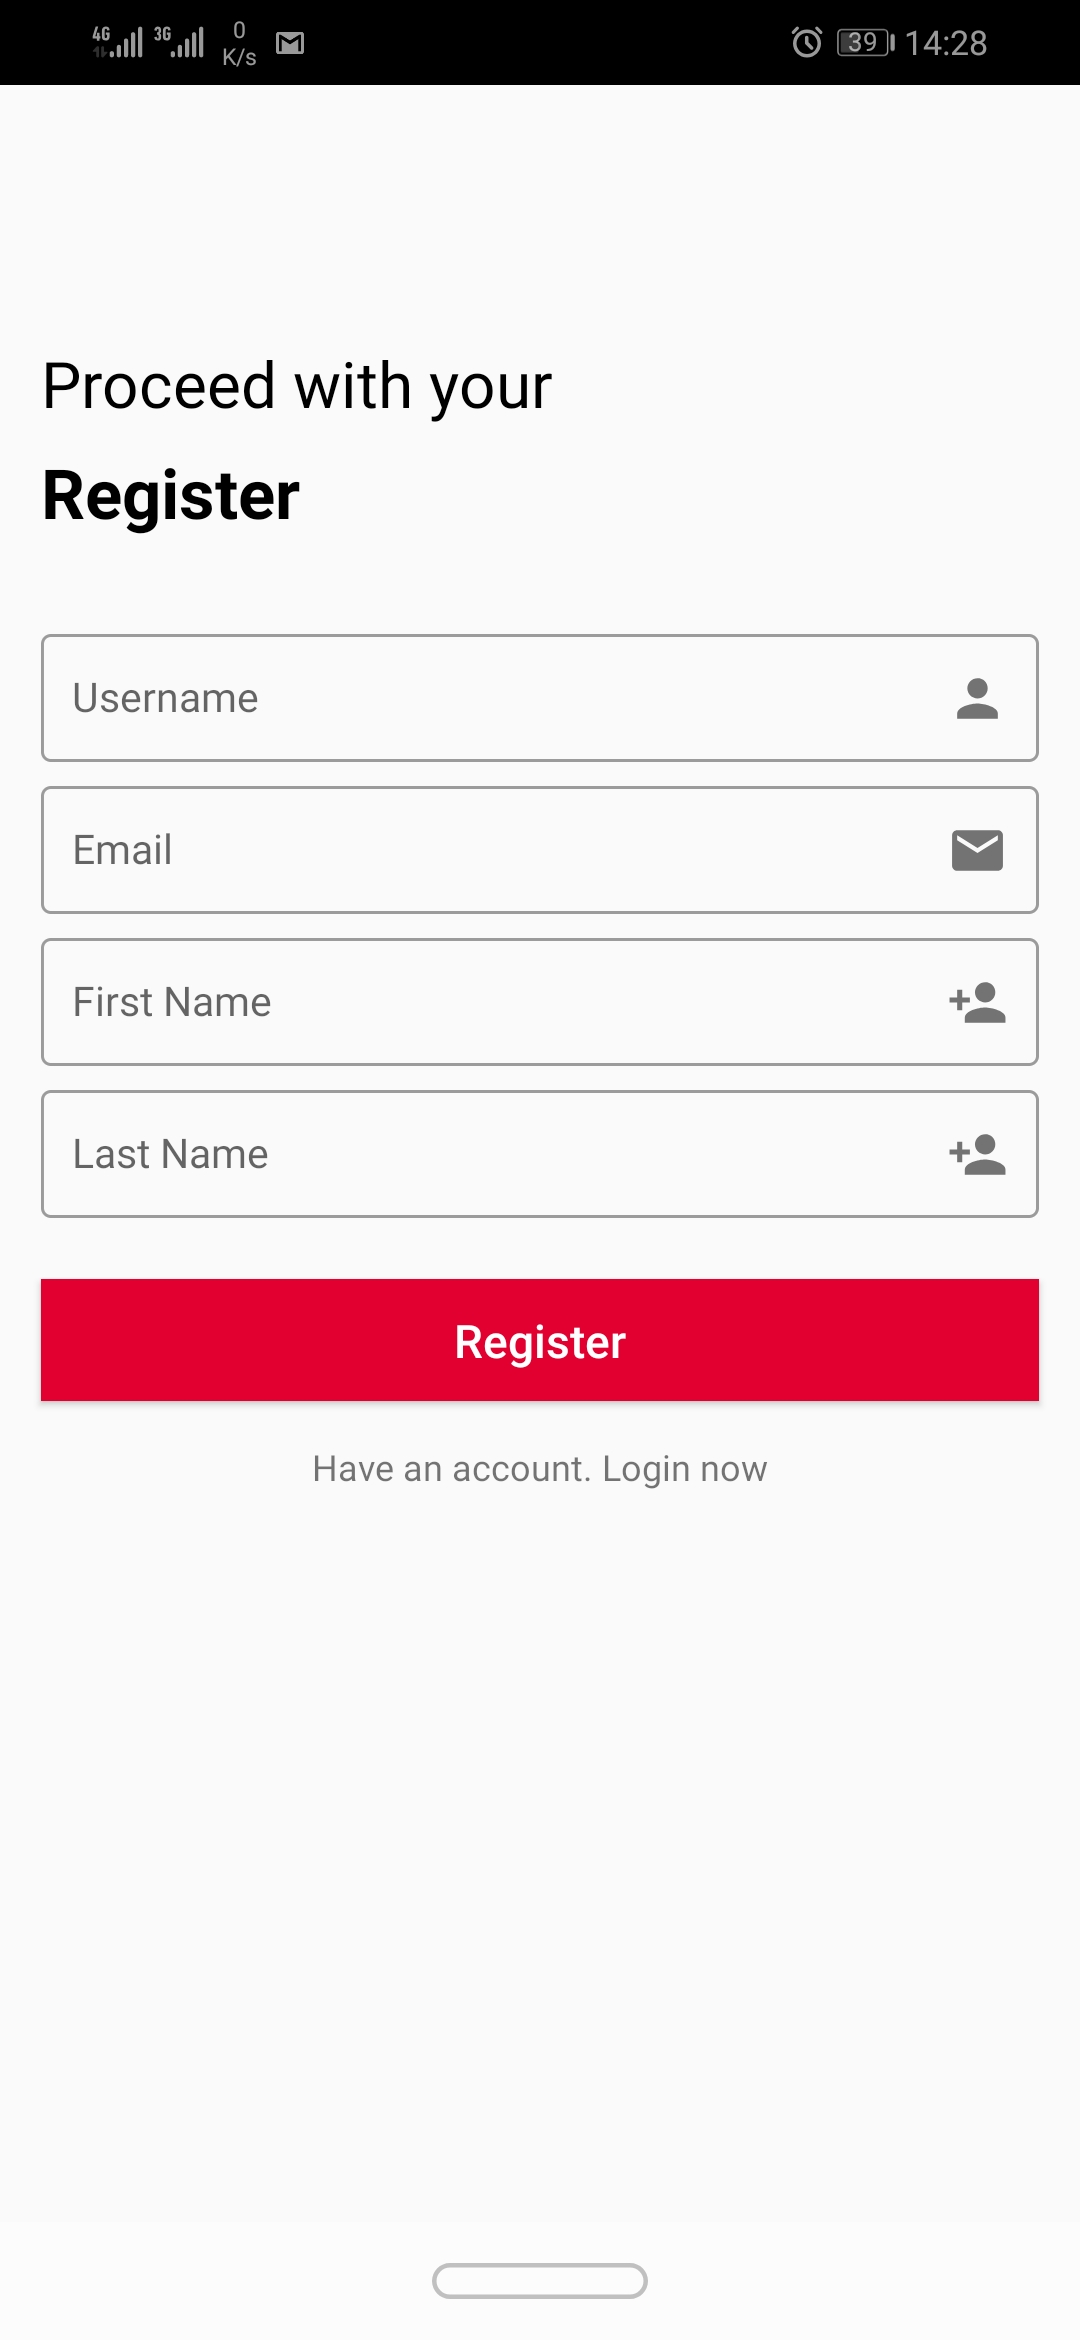 4G 3G 0 K/s 39 14:28
Proceed with your
Register
Username
Email
First Name
Last Name
Register
Have an account. Login now